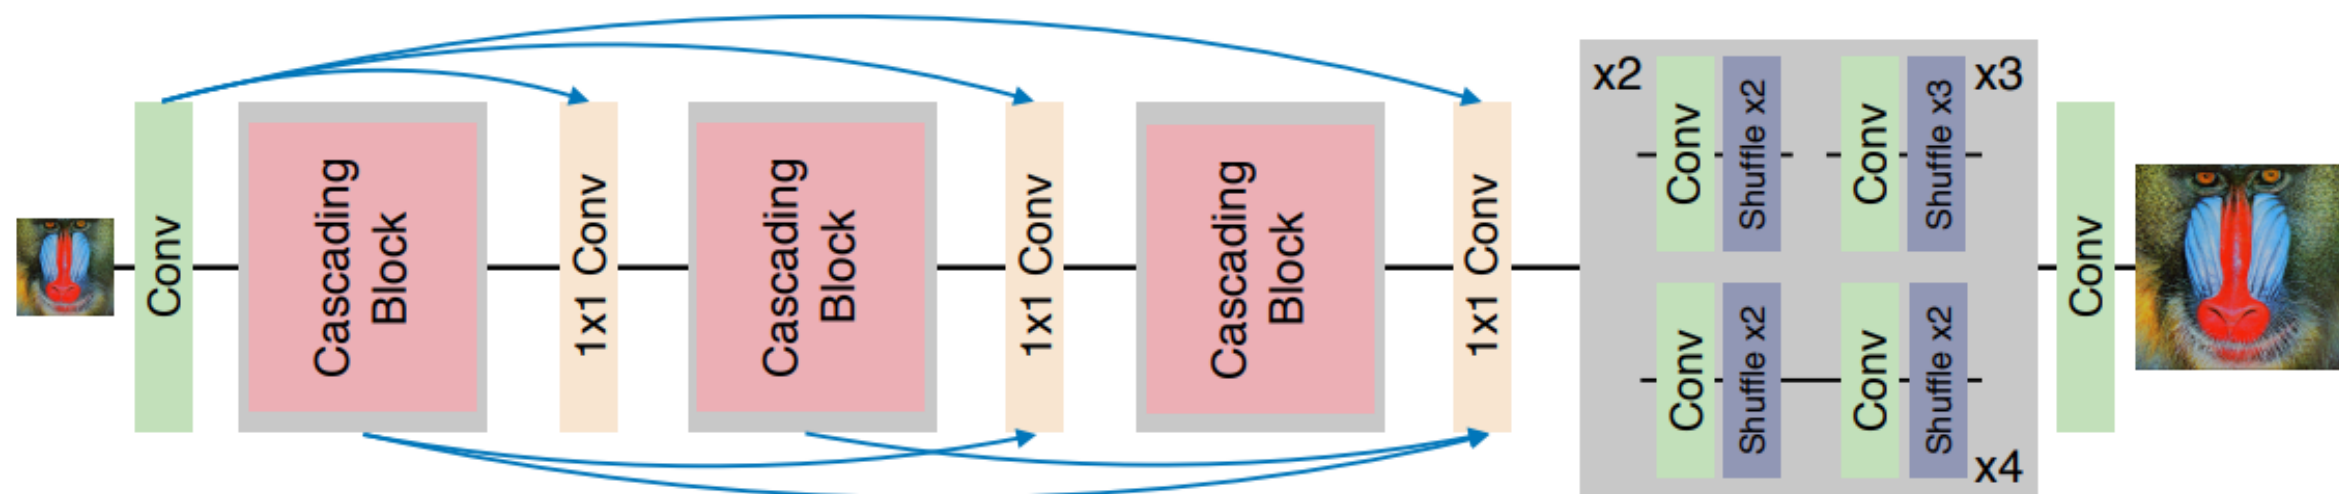 Conv
Cascading
Block
1x1 Conv
Cascading
Block
1x1 Conv
Cascading
Block
1x1 Conv
x2
Conv
Shuffle x2
Conv
Shuffle x3
x3
Conv
Shuffle x2
Conv
Shuffle x2
x4
Conv